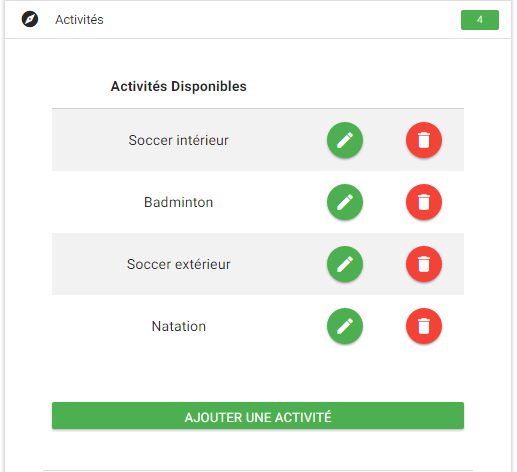 Activités
4
Activités Disponibles
Soccer intérieur
Badminton
Soccer extérieur
Natation
AJOUTER UNE ACTIVITÉ